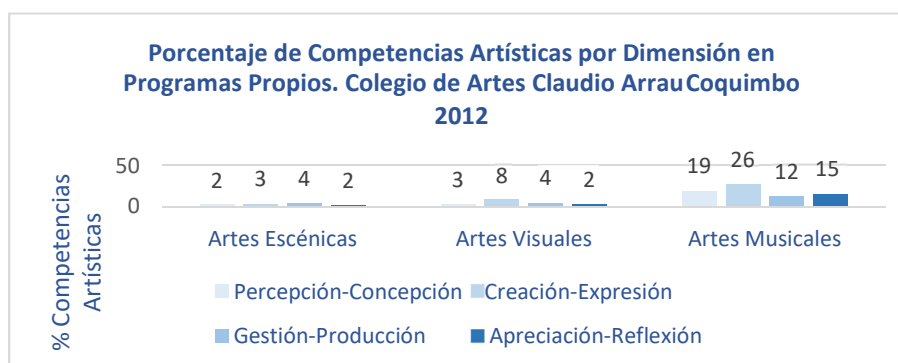 Porcentaje de Competencias Artísticas por Dimensión en
Programas Propios. Colegio de Artes Claudio ArrauCoquimbo
2012
% Competencias
Artísticas
50
0
2 3 4 2
3 8 4 2
19 26 12 15
Artes Escénicas
Artes Visuales
Artes Musicales
Percepción-Concepción
Creación-Expresión
Gestión-Producción
Apreciación-Reflexión